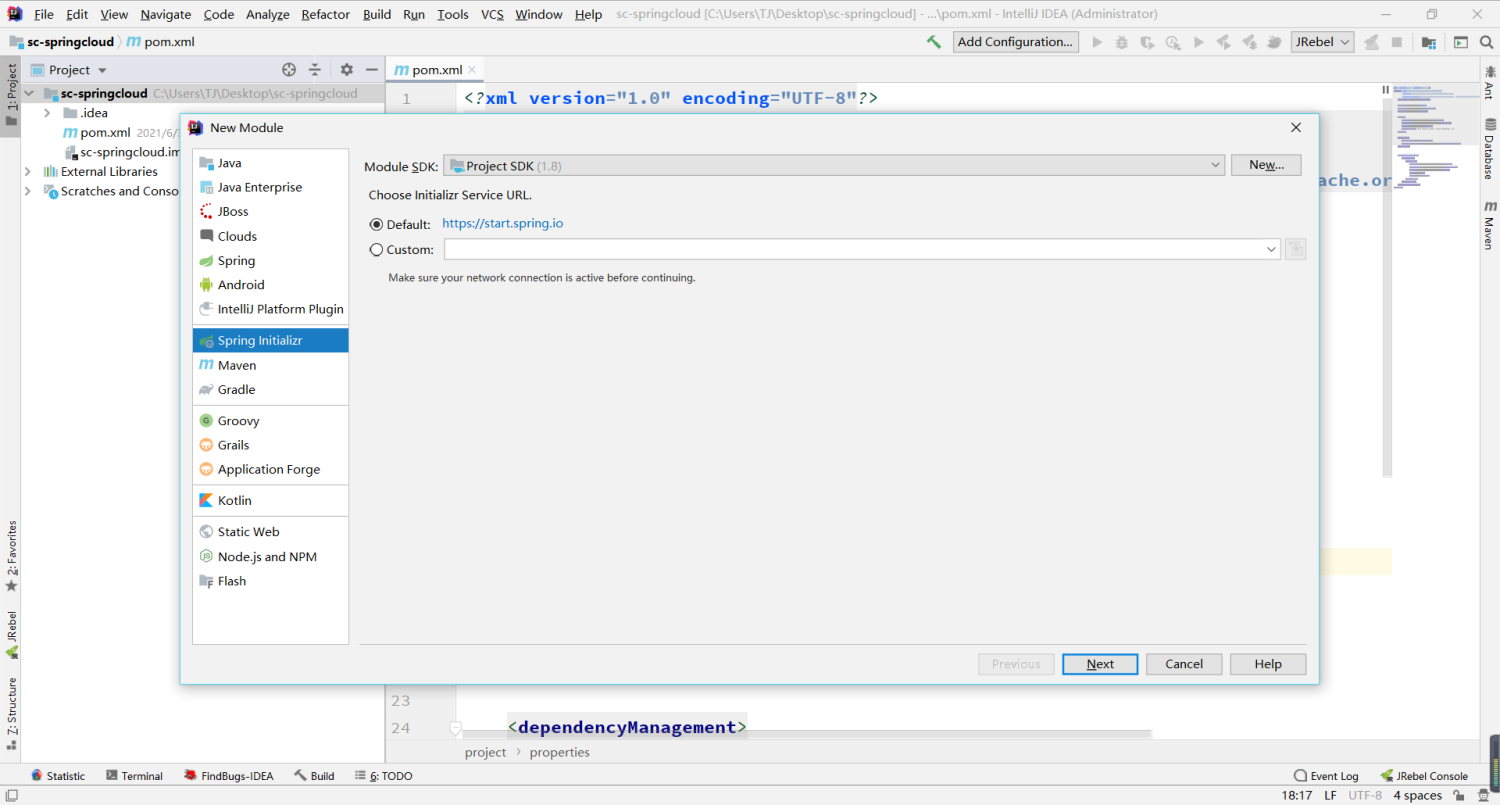 File Edit View Navigate Code Analyze Refactor Build Run Tools VCS Window Help sc-springcloud [C:\Users\TJ\Desktop\sc-springcloud] - ...\pom.xml - IntelliJ IDEA (Administrator)
sc-springcloud pom.xml Add Configuration... JRebel
1: Project
Project
pom.xml
sc-springcloud C:\Users\TJ\Desktop\sc-springcloud
.idea
pom.xml 2021/6/
sc-springcloud.im
External Libraries
Scratches and Conso
1 <?xml version="1.0" encoding="UTF-8"?>
ache.or
New Module
Java
Java Enterprise
JBoss
Clouds
Spring
Android
IntelliJ Platform Plugin
Spring Initializr
Maven
Gradle
Groovy
Grails
Application Forge
Kotlin
Static Web
Node.js and NPM
Flash
Module SDK: Project SDK (1.8) New...
Choose Initializr Service URL.
Default: https://start.spring.io
Custom:
Make sure your network connection is active before continuing.
Previous Next Cancel Help
23
24 <dependencyManagement>
project › properties
Ant
Database
Maven
2: Favorites
JRebel
Z: Structure
Statistic Terminal FindBugs-IDEA Build 6: TODO Event Log JRebel Console
18:17 LF UTF-8 4 spaces